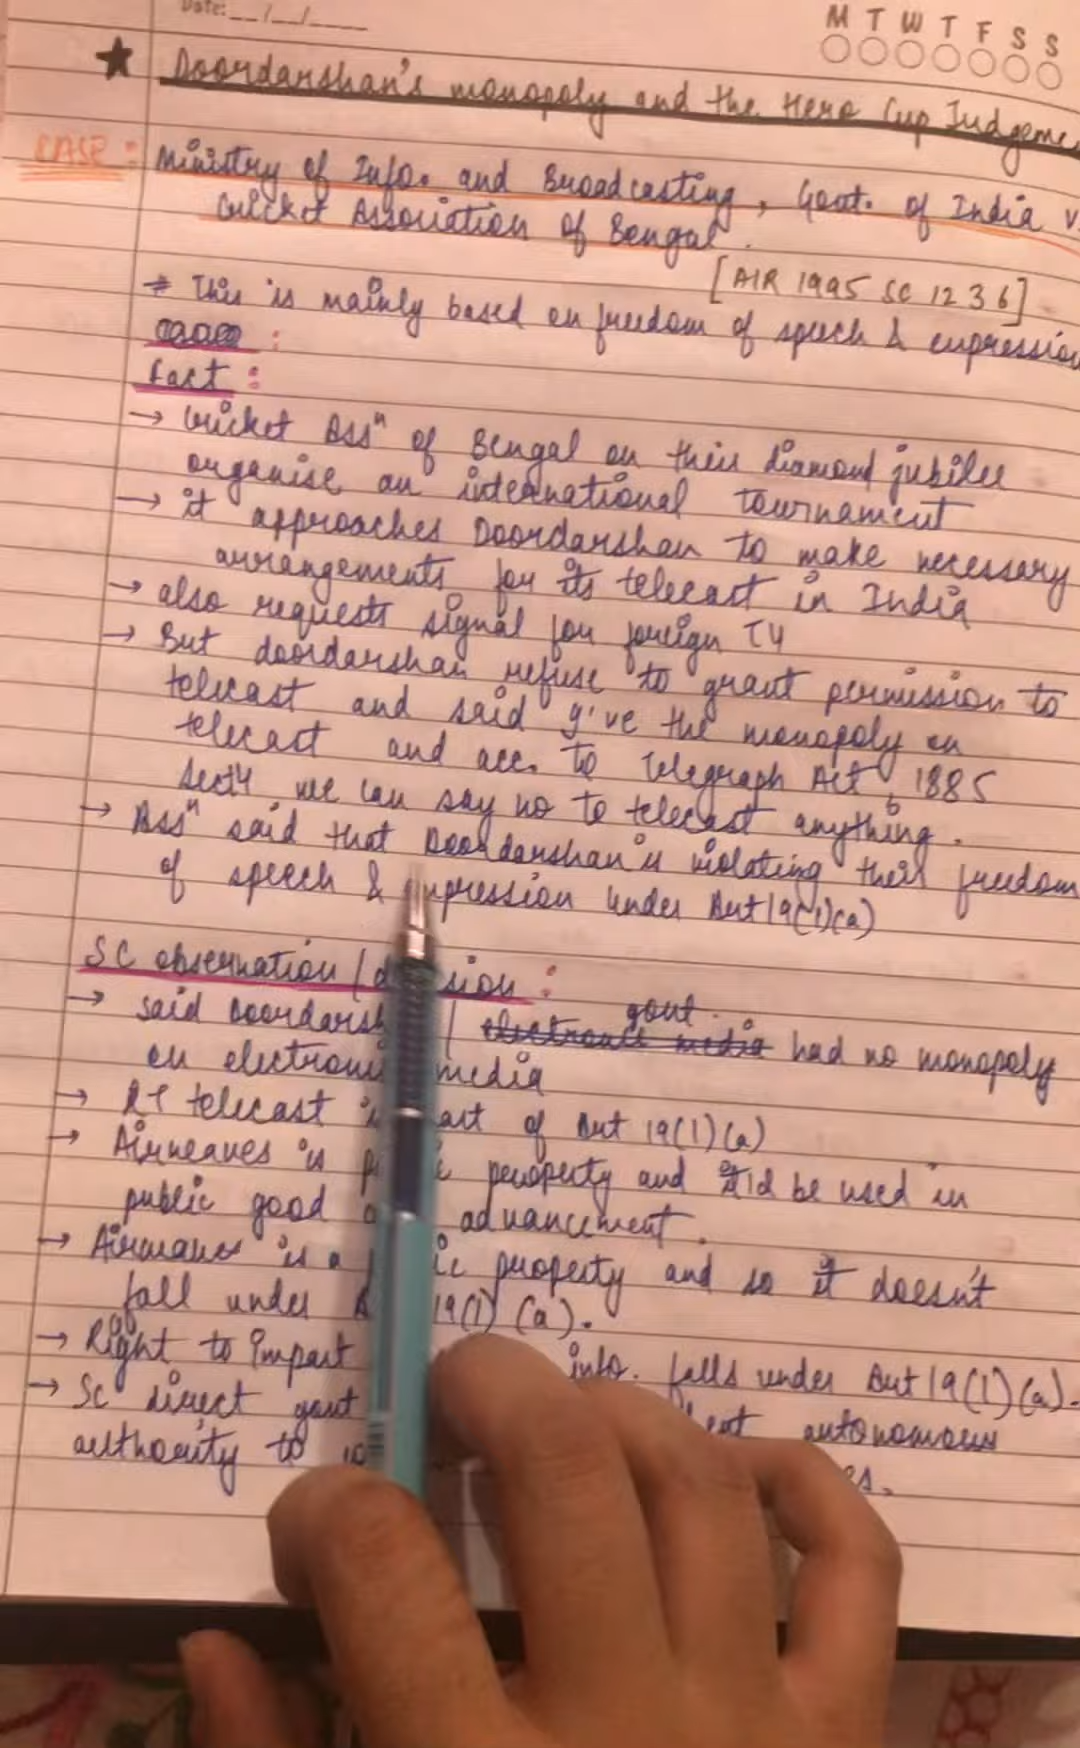 Date: __/__/____
M T W T F S S
★ Doordarshan's monopoly and the Hero Cup Judgeme
CASE : Ministry of Info. and Broadcasting, Govt. of India v
Cricket Association of Bengal.
[AIR 1995 SC 1236]
* This is mainly based on freedom of speech & expression
:
Fact :
→ Cricket Assⁿ of Bengal on their diamond jubilee
organise an international tournament
→ it approaches Doordarshan to make necessary
arrangements for its telecast in India
→ also requests signal for foreign TV
→ But doordarshan refuse to grant permission to
telecast and said g've the monopoly on
telecast and acc. to Telegraph Act, 1885
Sect4 we can say no to telecast anything.
→ Assⁿ said that Doordarshan is violating their freedom
of speech & expression under Art 19(1)(a)
SC observation / :
→ Said / govt. had no monopoly
on media
→ Rt telecast of Art 19(1)(a)
→ Airwaves is property and be used in
public good advancement.
→ Airwaves is a property and so it doesn't
fall under 19(1)(a).
→ Right to impart info. falls under Art 19(1)(a).
→ SC direct govt autonomous
authority to